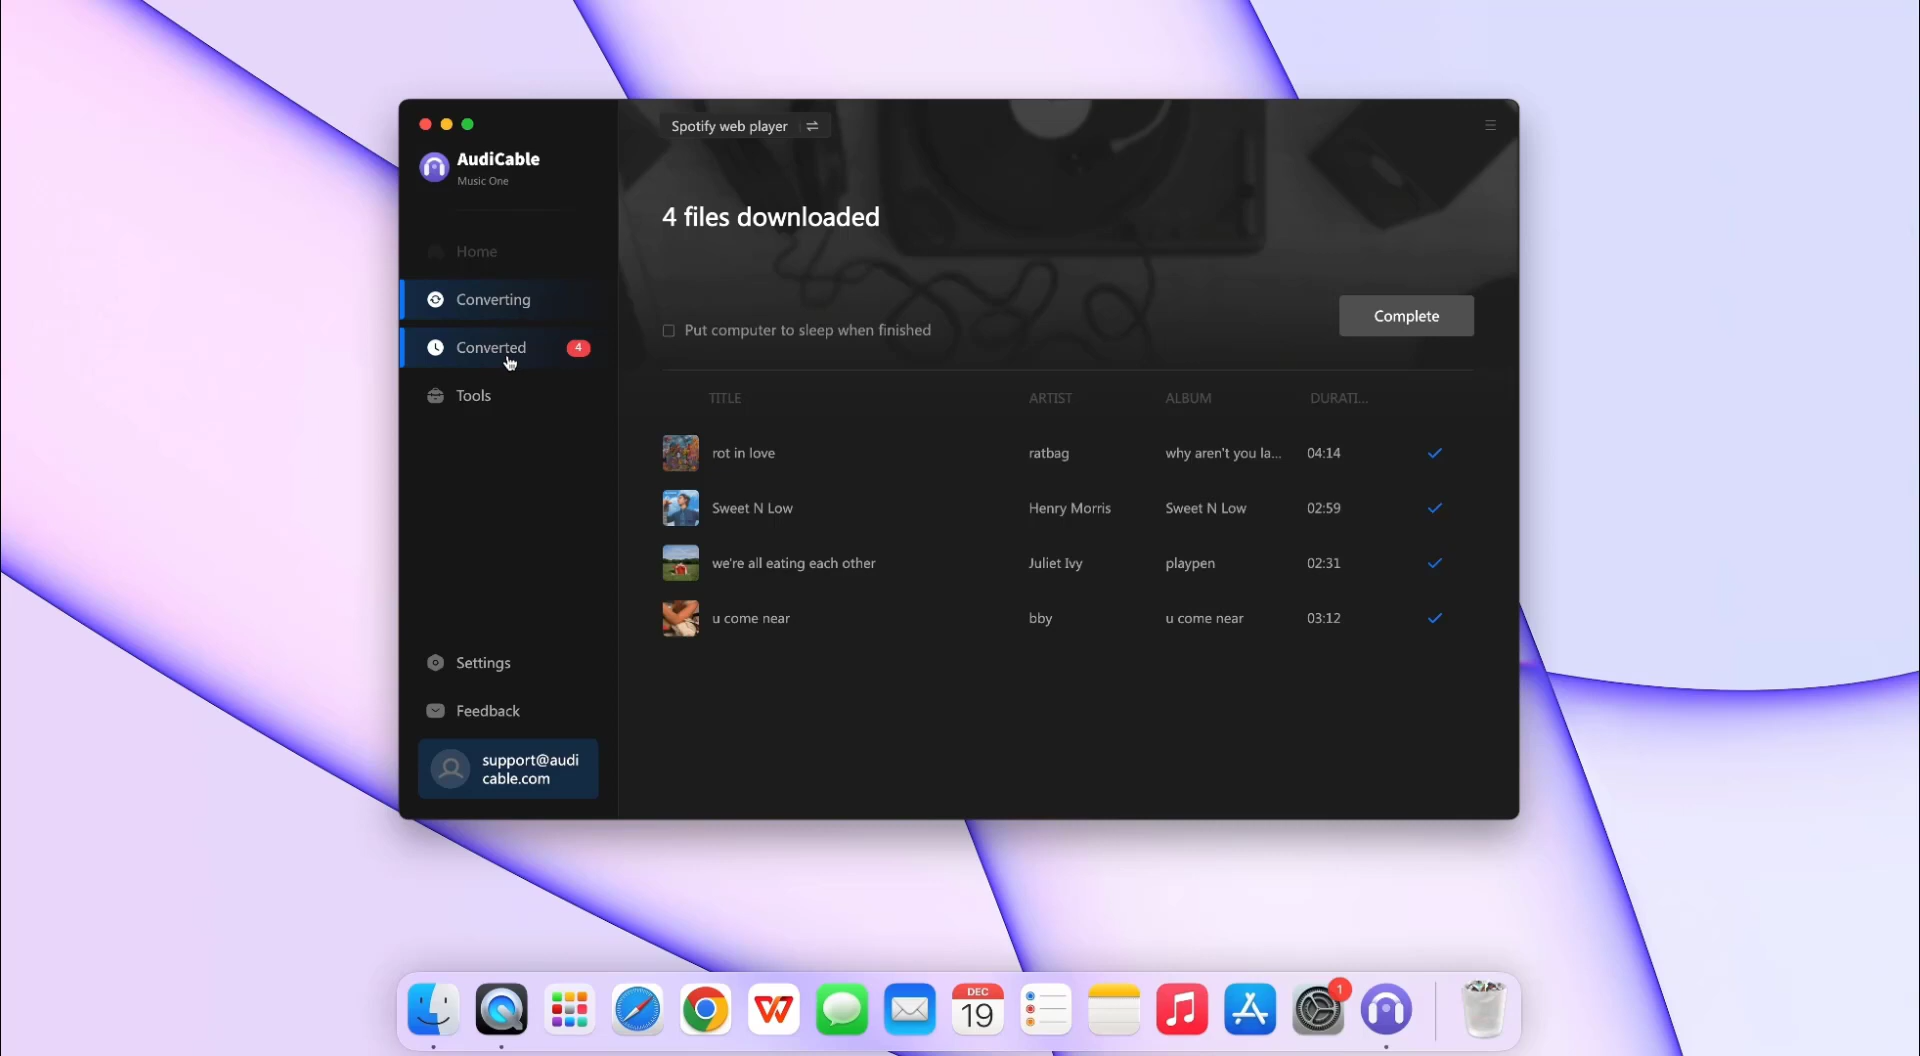 AudiCable
Music One
Home
Converting
Converted 4
Tools
Settings
Feedback
support@audi
cable.com
Spotify web player
4 files downloaded
Put computer to sleep when finished
Complete
TITLE ARTIST ALBUM DURATI...
rot in love ratbag why aren't you la... 04:14
Sweet N Low Henry Morris Sweet N Low 02:59
we're all eating each other Juliet Ivy playpen 02:31
u come near bby u come near 03:12
DEC
19
1